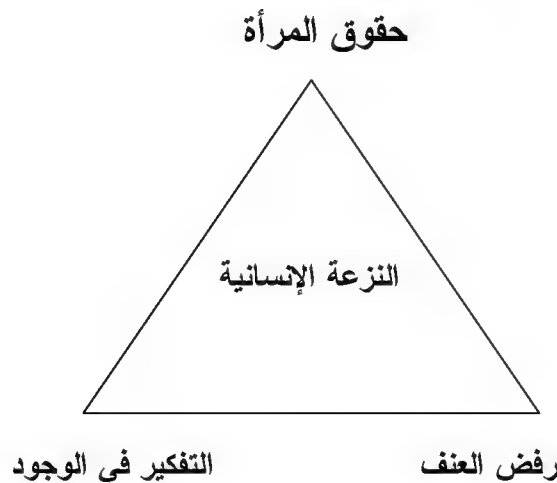 حقوق المرأة
النزعة الإنسانية
رفض العنف
التفكير فى الوجود